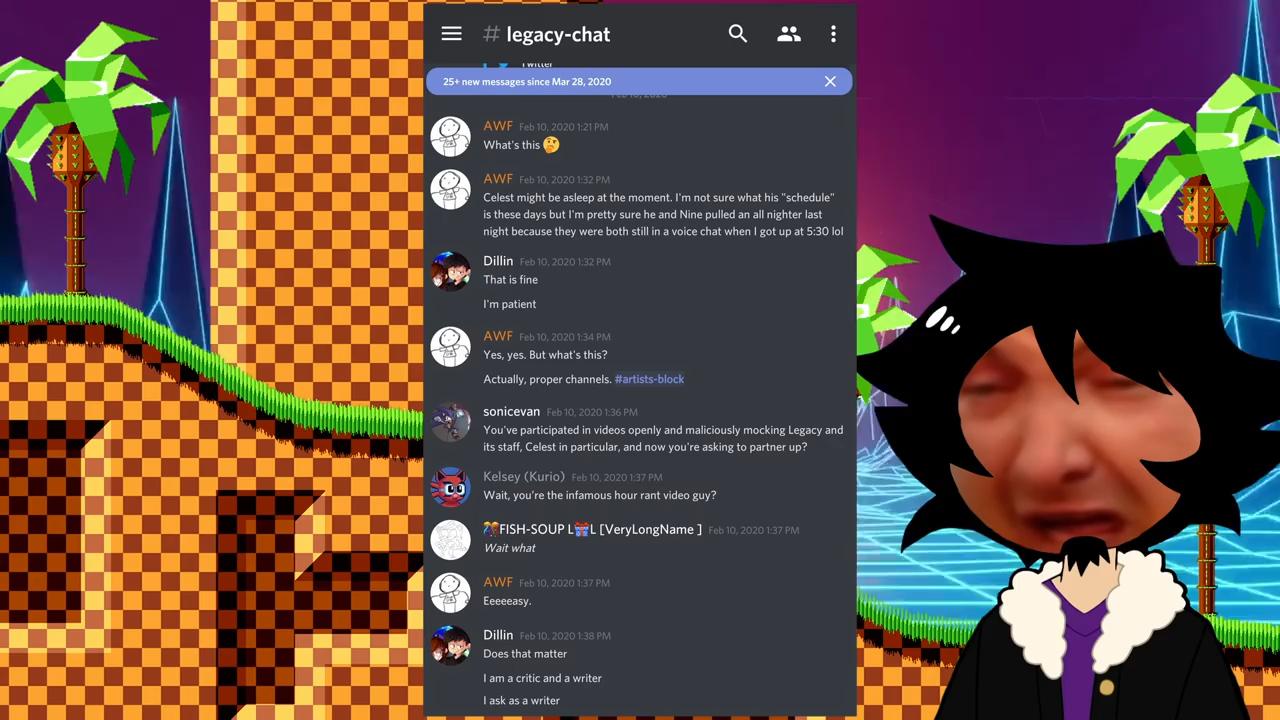 # legacy-chat
Twitter
25+ new messages since Mar 28, 2020
Feb 10, 2020
AWF Feb 10, 2020 1:21 PM
What's this 🤔
AWF Feb 10, 2020 1:32 PM
Celest might be asleep at the moment. I'm not sure what his "schedule"
is these days but I'm pretty sure he and Nine pulled an all nighter last
night because they were both still in a voice chat when I got up at 5:30 lol
Dillin Feb 10, 2020 1:32 PM
That is fine
I'm patient
AWF Feb 10, 2020 1:34 PM
Yes, yes. But what's this?
Actually, proper channels. #artists-block
sonicevan Feb 10, 2020 1:36 PM
You've participated in videos openly and maliciously mocking Legacy and
its staff, Celest in particular, and now you're asking to partner up?
Kelsey (Kurio) Feb 10, 2020 1:37 PM
Wait, you're the infamous hour rant video guy?
🎊FISH-SOUP L🎁L [VeryLongName ] Feb 10, 2020 1:37 PM
Wait what
AWF Feb 10, 2020 1:37 PM
Eeeeeasy.
Dillin Feb 10, 2020 1:38 PM
Does that matter
I am a critic and a writer
I ask as a writer